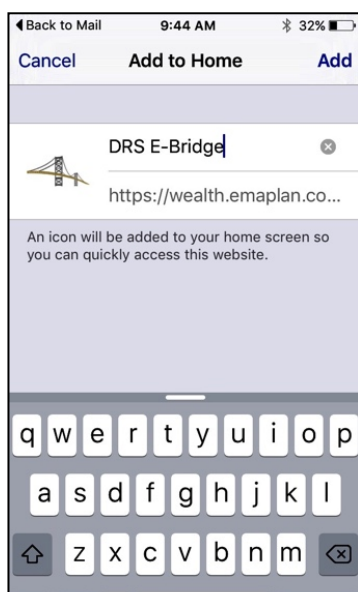 Back to Mail 9:44 AM 32%
Cancel Add to Home Add
DRS E-Bridge
https://wealth.emaplan.co...
An icon will be added to your home screen so
you can quickly access this website.
q w e r t y u i o p
a s d f g h j k l
z x c v b n m